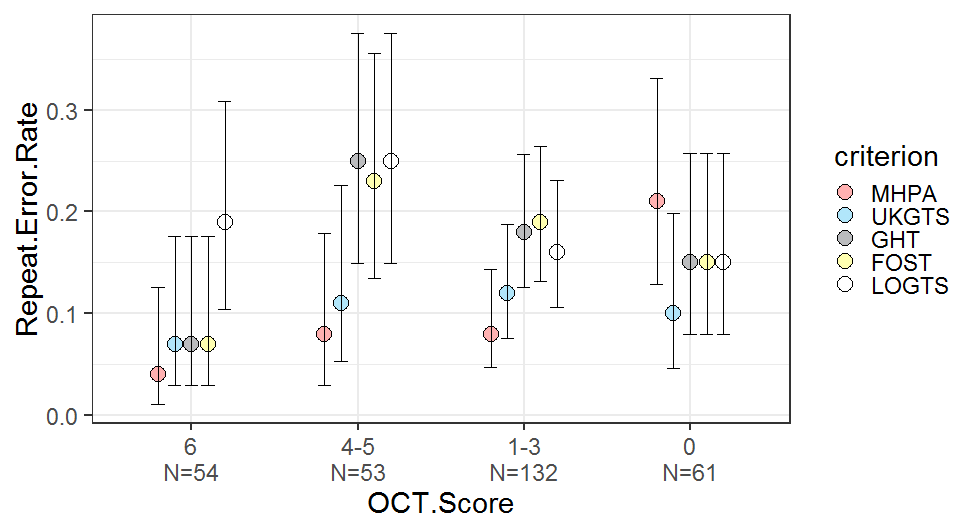 Repeat.Error.Rate
0.3
0.2
0.1
0.0
6
N=54
4-5
N=53
1-3
N=132
0
N=61
OCT.Score
criterion
MHPA
UKGTS
GHT
FOST
LOGTS